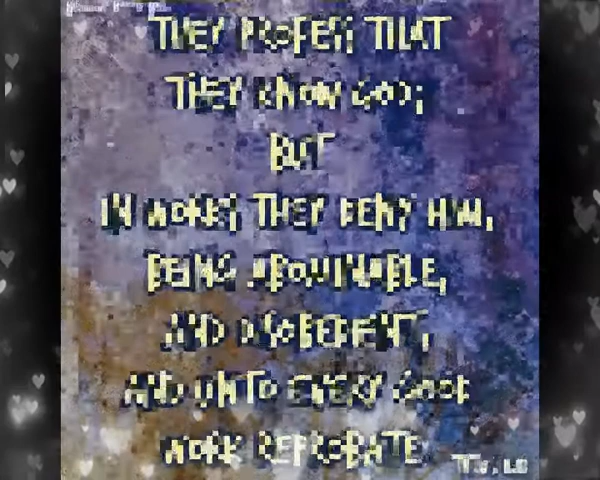 THEY PROFESS THAT
THEY KNOW GOD;
BUT
IN WORKS THEY DENY HIM,
BEING ABOMINABLE,
AND DISOBEDIENT,
AND UNTO EVERY GOOD
WORK REPROBATE